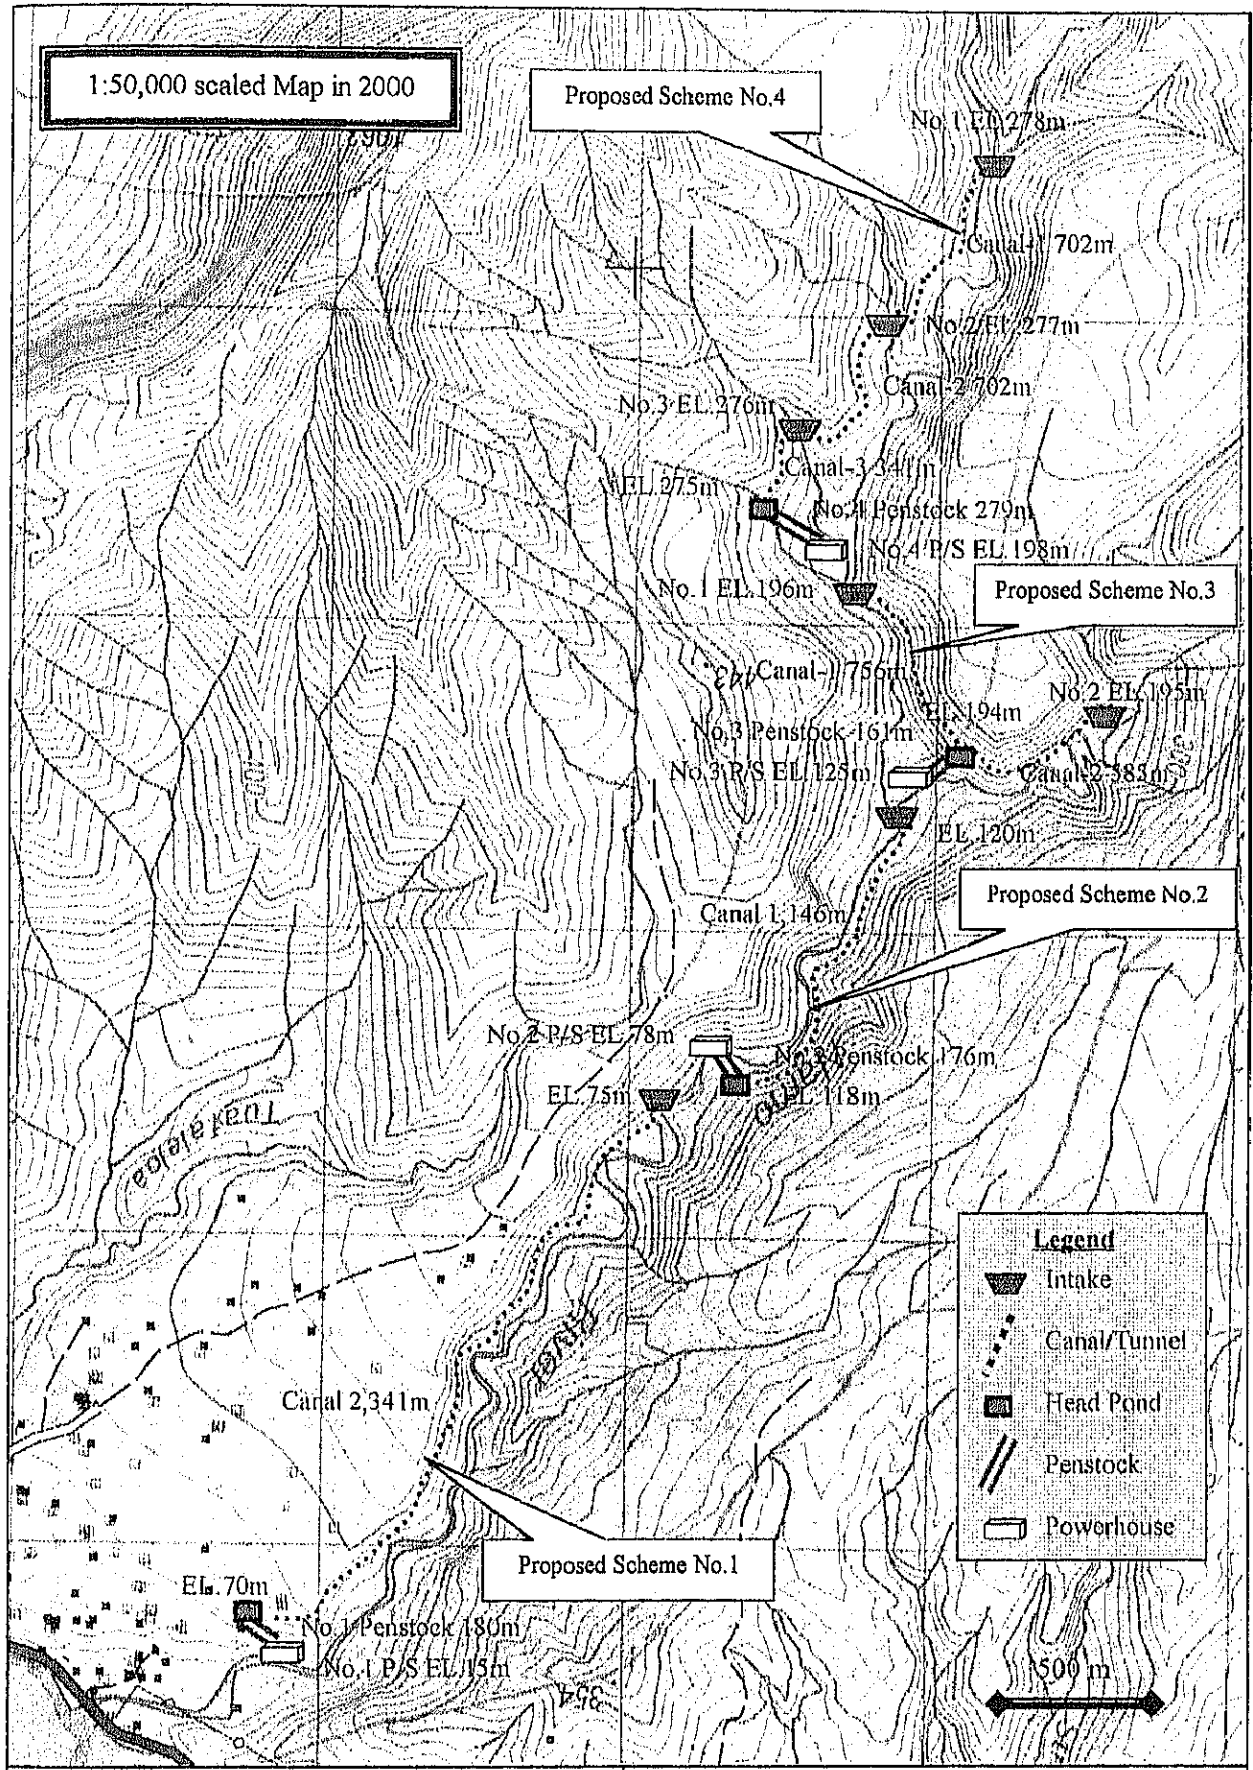 1:50,000 scaled Map in 2000
Proposed Scheme No.4
No.1 EL.278m
1063
Canal-1 702m
No.2 EL.277m
Canal-2 702m
No.3 EL.276m
Canal-3 341m
EL.275m
No.4 Penstock 279m
No.4 P/S EL.198m
No.1 EL.196m
Proposed Scheme No.3
443
Canal-1 756m
No.2 EL.195m
EL.194m
No.3 Penstock 161m
No.3 P/S EL.125m
Canal-2 583m
EL.120m
Proposed Scheme No.2
Canal 1,146m
No.2 P/S EL.78m
No.2 Penstock 176m
EL.75m
EL.118m
Tuataleloa
River
Legend
Intake
Canal/Tunnel
Head Pond
Penstock
Powerhouse
Canal 2,341m
Proposed Scheme No.1
EL.70m
No.1 Penstock 180m
No.1 P/S EL.15m
354
500 m